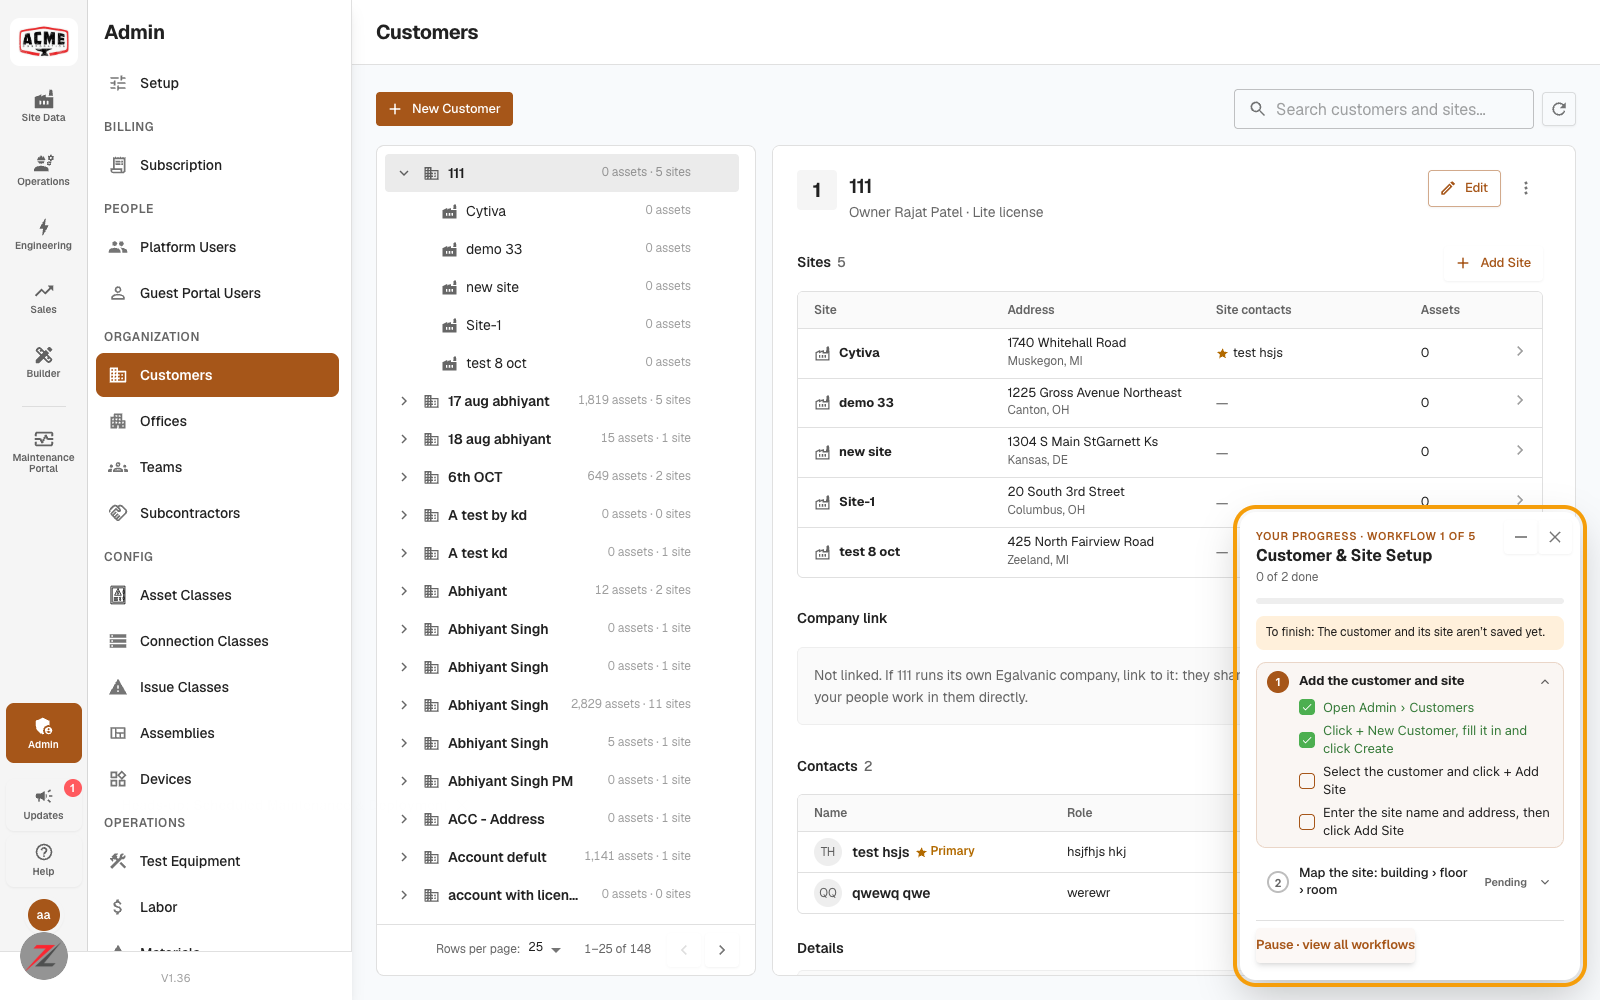 ACME
Site Data
Operations
Engineering
Sales
Builder
Maintenance
Portal
Admin
1
Updates
Help
aa
Admin
Setup
BILLING
Subscription
PEOPLE
Platform Users
Guest Portal Users
ORGANIZATION
Customers
Offices
Teams
Subcontractors
CONFIG
Asset Classes
Connection Classes
Issue Classes
Assemblies
Devices
OPERATIONS
Test Equipment
Labor
Materials
V1.36
Customers
New Customer
Search customers and sites...
111 0 assets · 5 sites
Cytiva 0 assets
demo 33 0 assets
new site 0 assets
Site-1 0 assets
test 8 oct 0 assets
17 aug abhiyant 1,819 assets · 5 sites
18 aug abhiyant 15 assets · 1 site
6th OCT 649 assets · 2 sites
A test by kd 0 assets · 0 sites
A test kd 0 assets · 1 site
Abhiyant 12 assets · 2 sites
Abhiyant Singh 0 assets · 1 site
Abhiyant Singh 0 assets · 1 site
Abhiyant Singh 2,829 assets · 11 sites
Abhiyant Singh 5 assets · 1 site
Abhiyant Singh PM 0 assets · 1 site
ACC - Address 0 assets · 1 site
Account defult 1,141 assets · 1 site
account with licen... 0 assets · 0 sites
Rows per page: 25 1–25 of 148
1
111
Owner Rajat Patel · Lite license
Edit
Sites 5
Add Site
Site Address Site contacts Assets
Cytiva 1740 Whitehall Road test hsjs 0
Muskegon, MI
demo 33 1225 Gross Avenue Northeast — 0
Canton, OH
new site 1304 S Main StGarnett Ks — 0
Kansas, DE
Site-1 20 South 3rd Street — 0
Columbus, OH
test 8 oct 425 North Fairview Road —
Zeeland, MI
Company link
Not linked. If 111 runs its own Egalvanic company, link to it: they shar
your people work in them directly.
Contacts 2
Name Role
TH test hsjs Primary hsjfhjs hkj
QQ qwewq qwe werewr
Details
YOUR PROGRESS · WORKFLOW 1 OF 5
Customer & Site Setup
0 of 2 done
To finish: The customer and its site aren't saved yet.
1 Add the customer and site
Open Admin › Customers
Click + New Customer, fill it in and
click Create
Select the customer and click + Add
Site
Enter the site name and address, then
click Add Site
2 Map the site: building › floor
› room
Pending
Pause · view all workflows